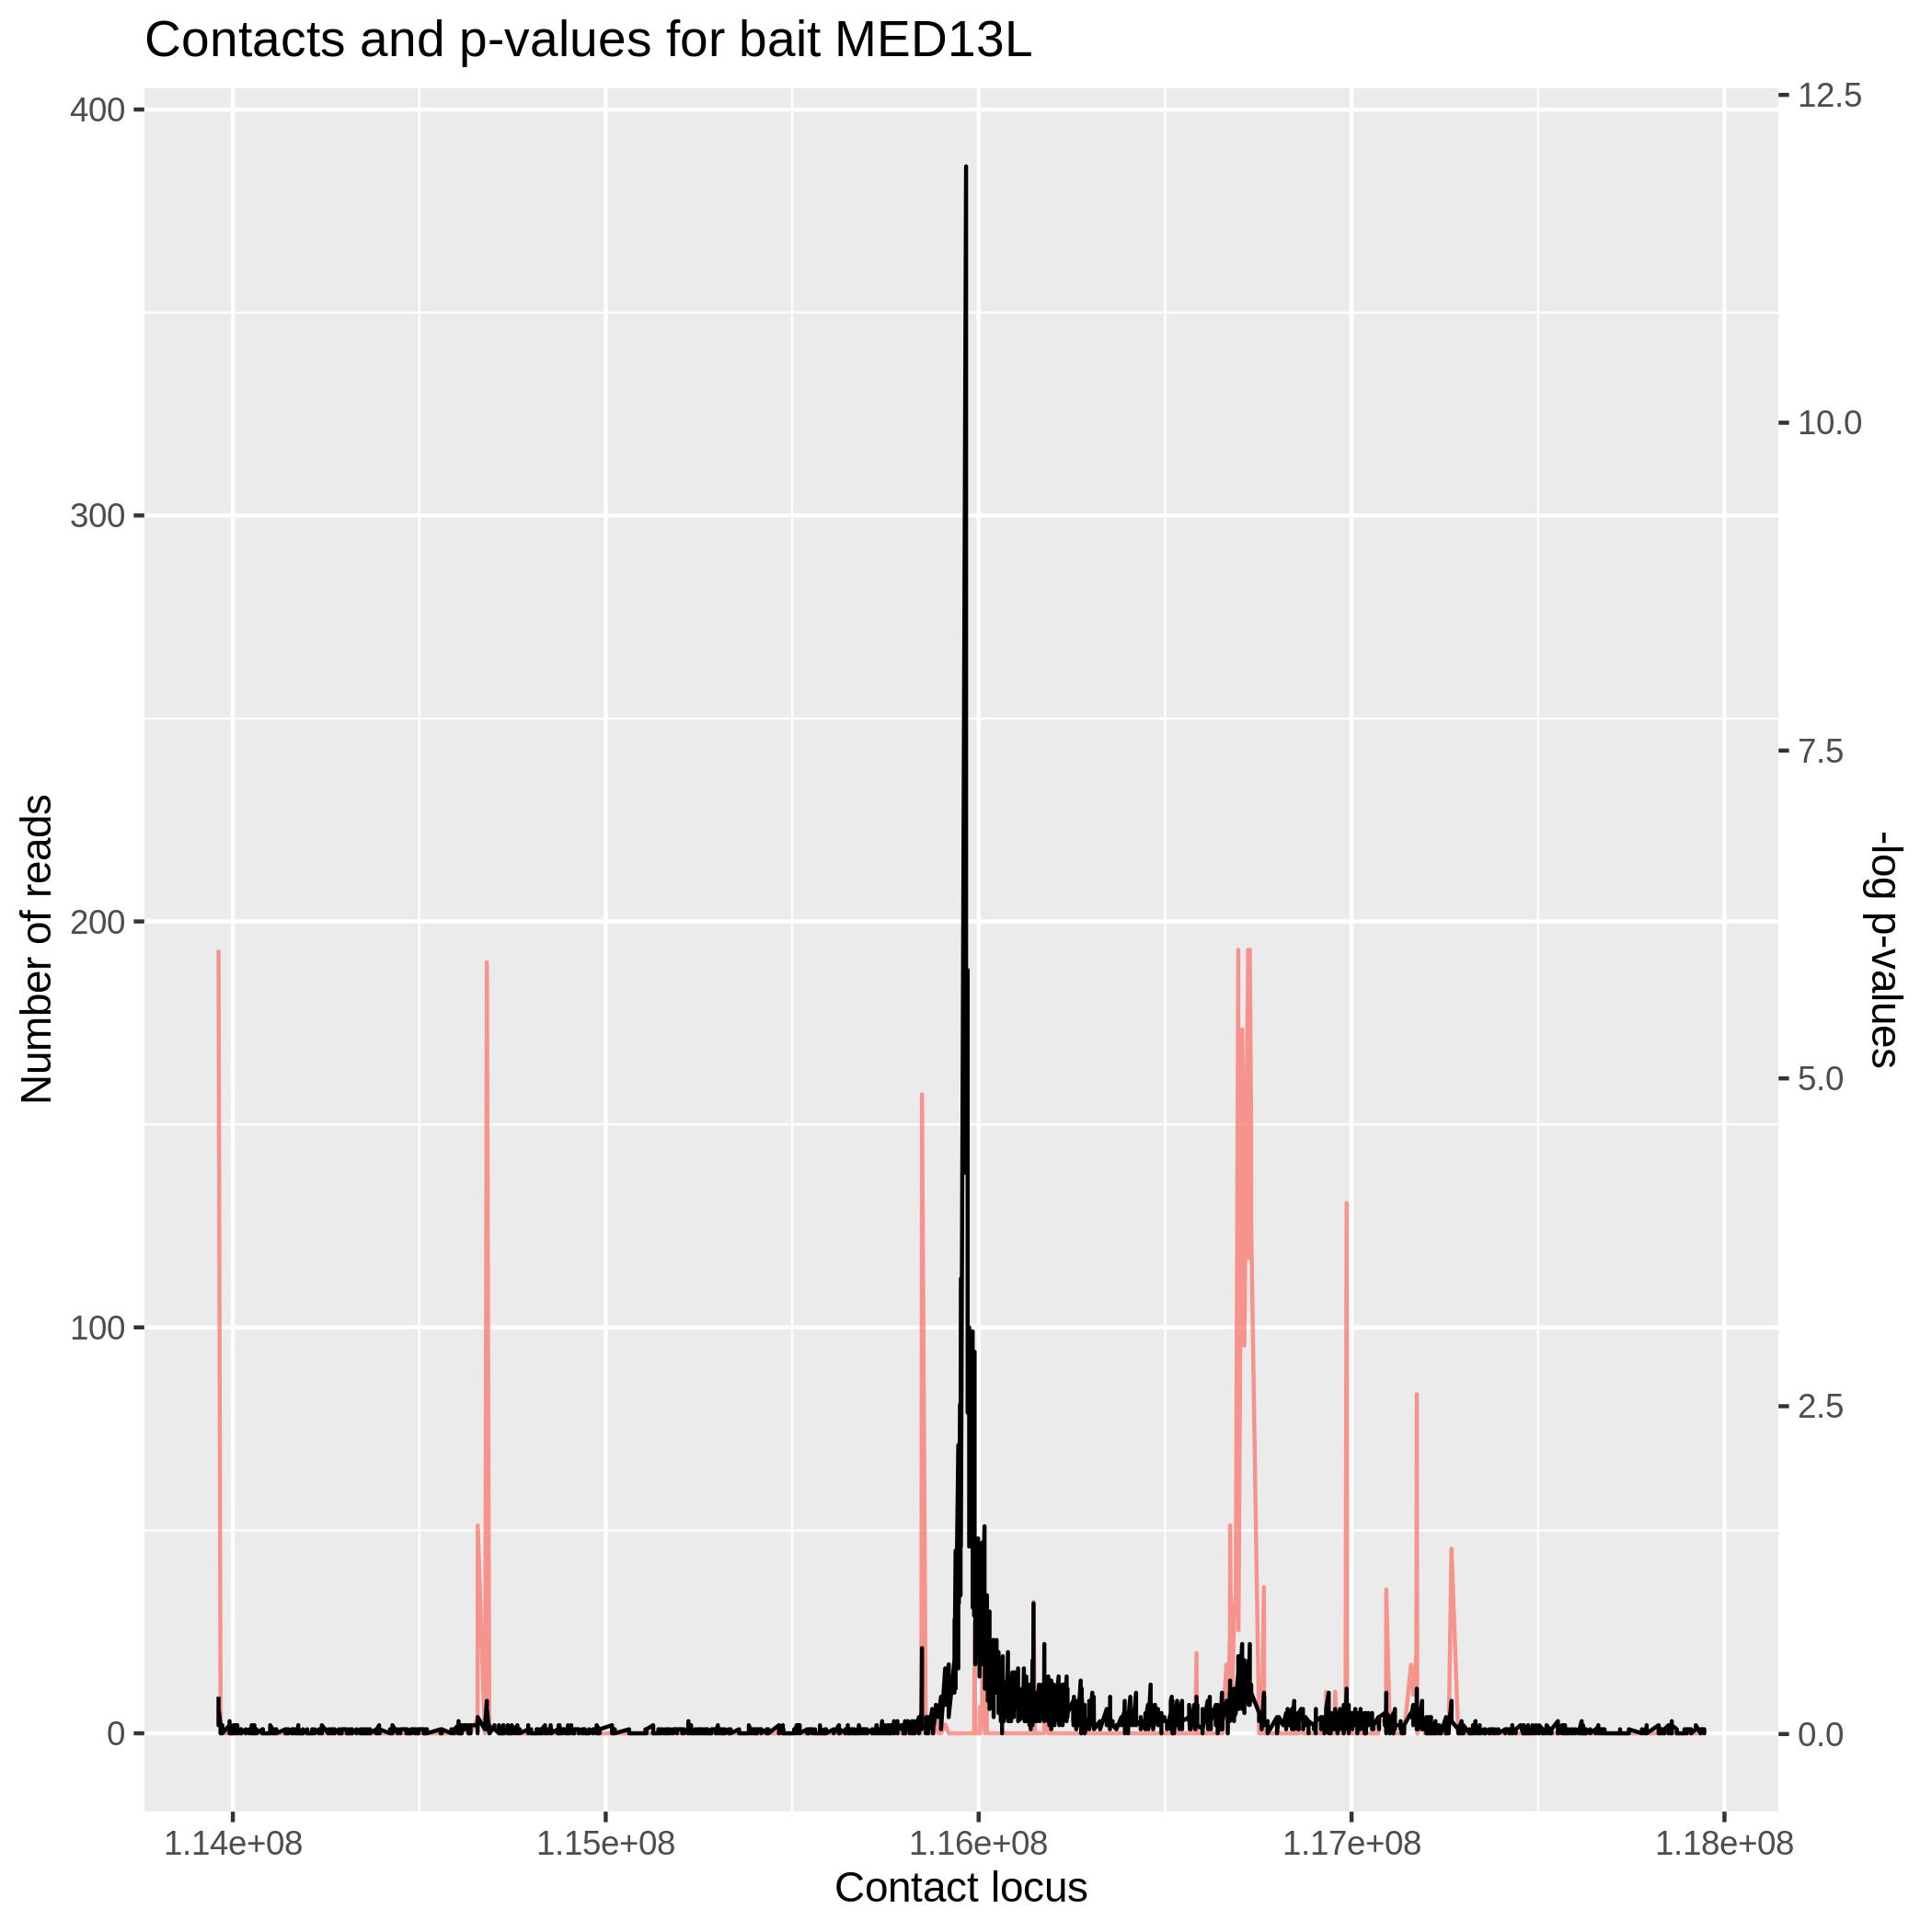 Contacts and p-values for bait MED13L
400
300
200
100
0
Number of reads
12.5
10.0
7.5
5.0
2.5
0.0
-log p-values
1.14e+08
1.15e+08
1.16e+08
1.17e+08
1.18e+08
Contact locus